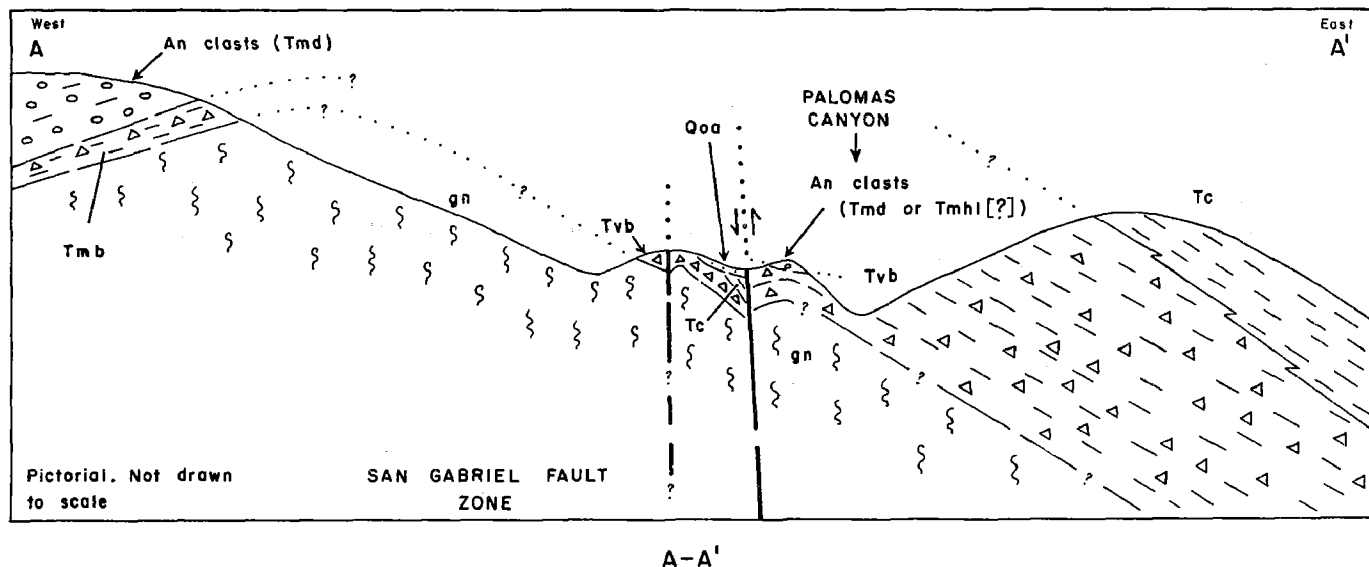 West
A
East
A'
An clasts (Tmd)
?
?
PALOMAS
CANYON
Qoa
?
An clasts
(Tmd or Tmhl[?])
Tc
gn
?
Tvb
Tvb
Tmb
Tc
?
gn
?
?
?
Pictorial. Not drawn
to scale
SAN GABRIEL FAULT
ZONE
?
A-A'